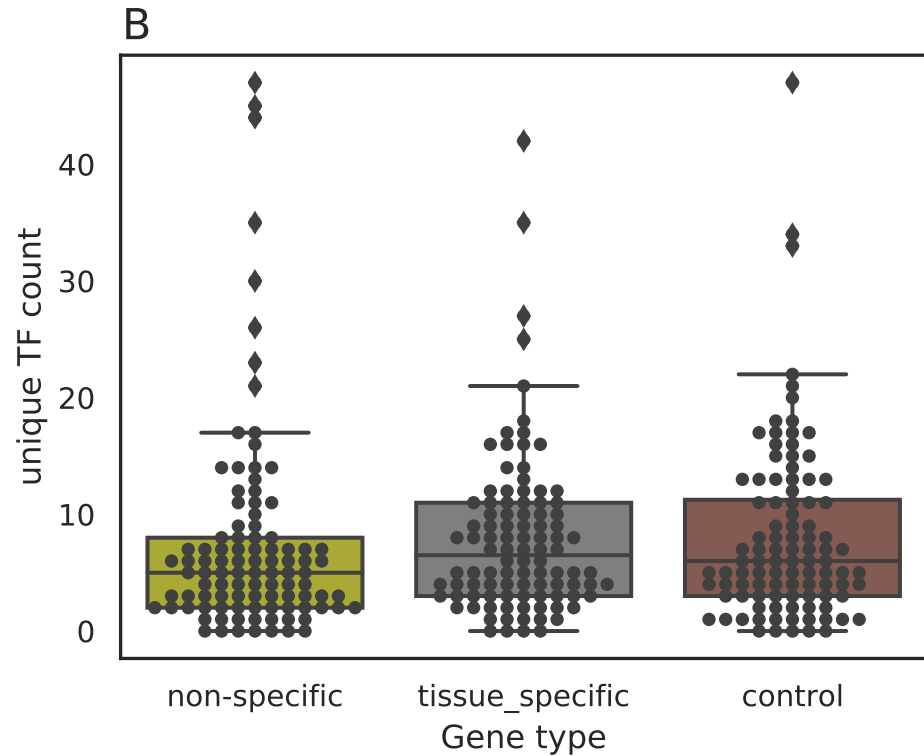 B
unique TF count
40
30
20
10
0
non-specific
tissue_specific
control
Gene type